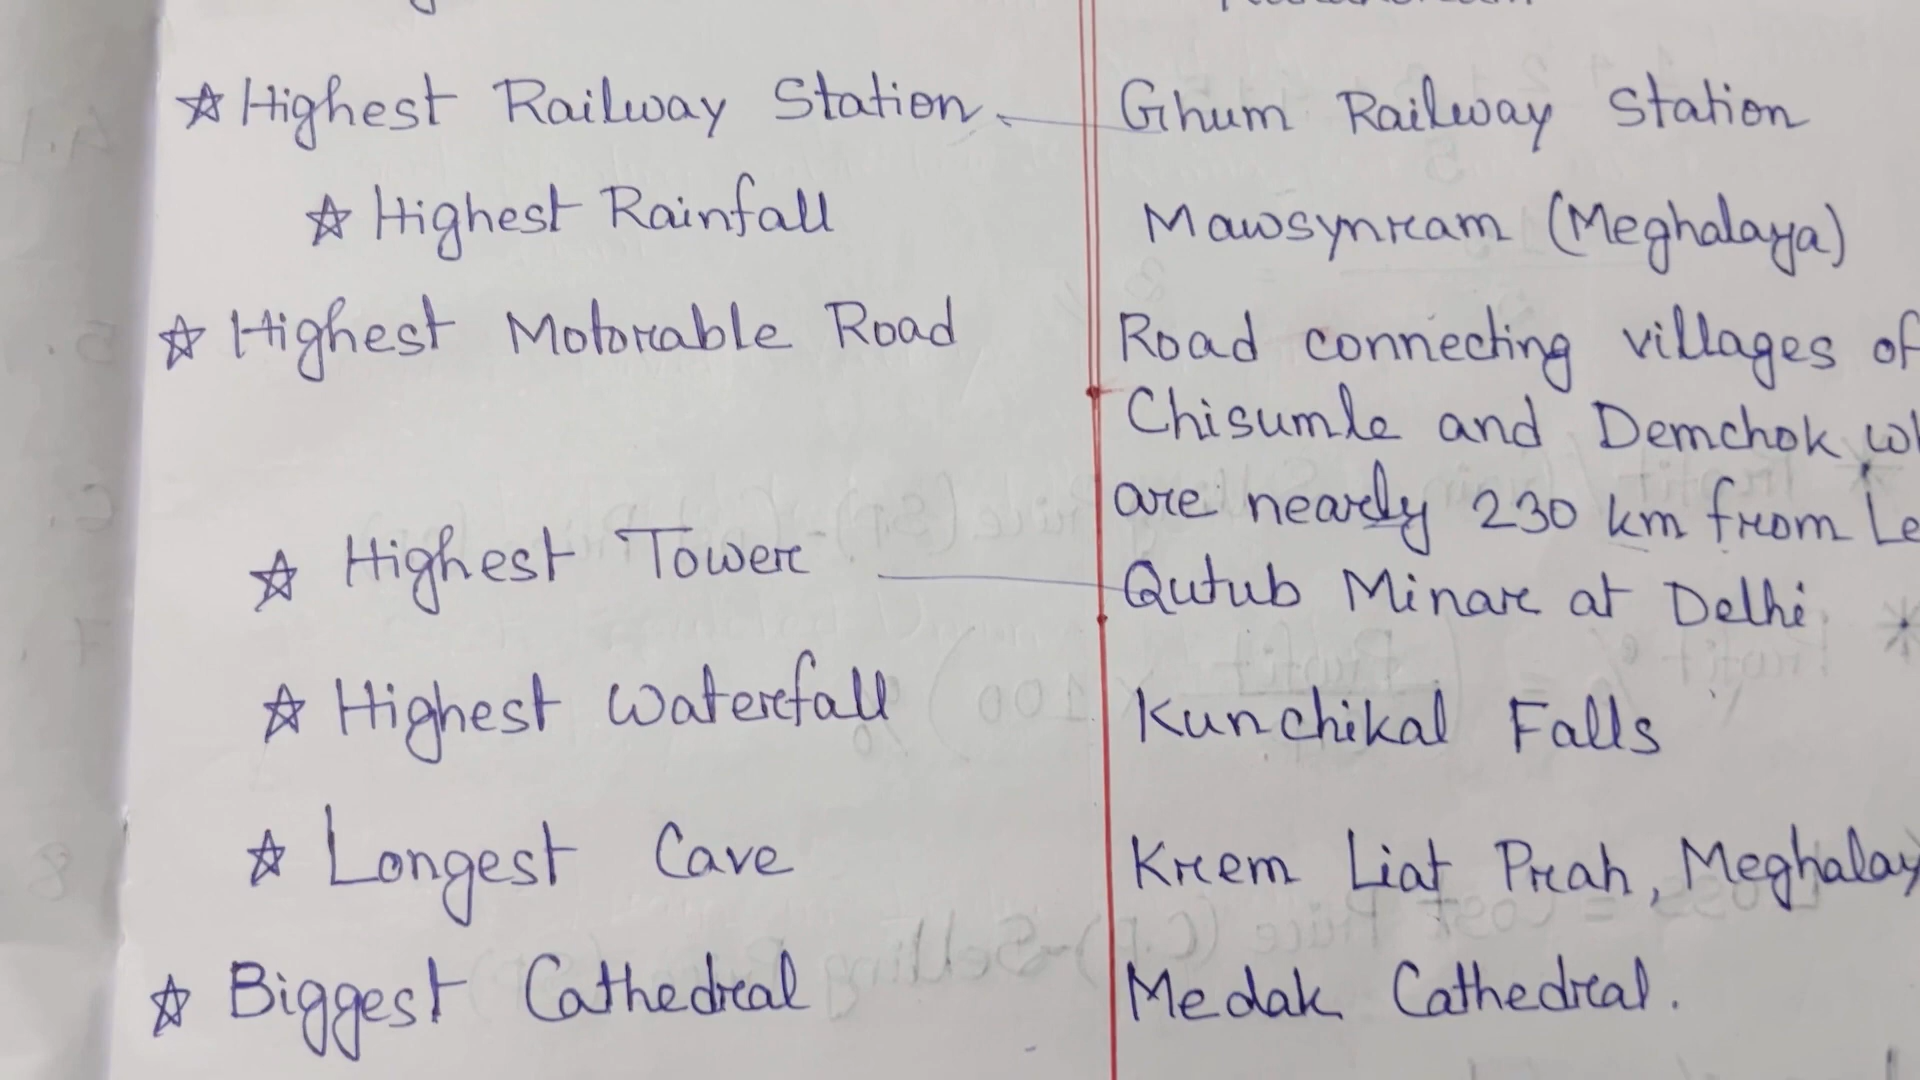 ☆ Highest Railway Station - Ghum Railway Station
☆ Highest Rainfall Mawsynram (Meghalaya)
☆ Highest Motorable Road Road connecting villages of
Chisumle and Demchok
are nearly 230 km from Le
☆ Highest Tower — Qutub Minar at Delhi
☆ Highest Waterfall Kunchikal Falls
☆ Longest Cave Krem Liat Prah, Meghalay
☆ Biggest Cathedral Medak Cathedral.